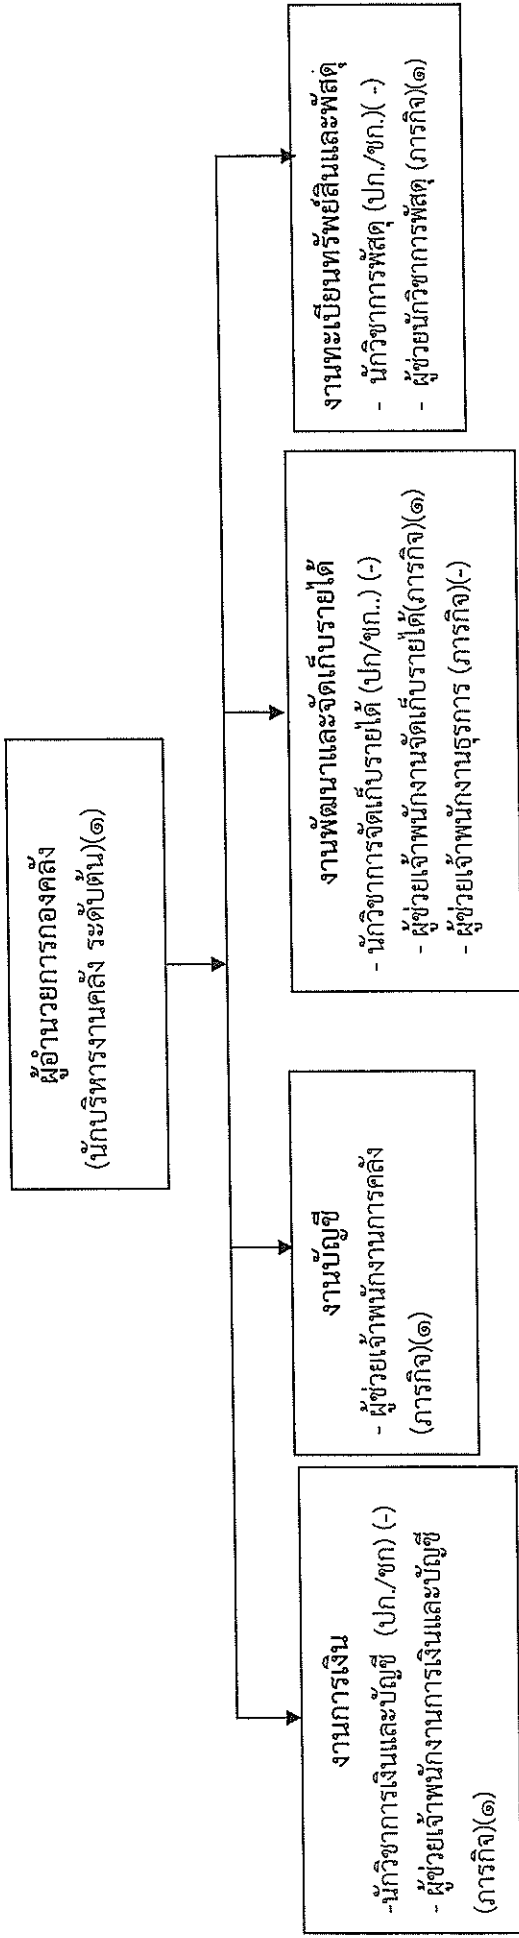 ผู้อำนวยการกองคลัง
(นักบริหารงานคลัง ระดับต้น)(๑)
งานการเงิน
-นักวิชาการเงินและบัญชี (ปก./ชก) (-)
- ผู้ช่วยเจ้าพนักงานการเงินและบัญชี
(ภารกิจ)(๑)
งานบัญชี
- ผู้ช่วยเจ้าพนักงานการคลัง
(ภารกิจ)(๑)
งานพัฒนาและจัดเก็บรายได้
- นักวิชาการจัดเก็บรายได้ (ปก/ชก..) (-)
- ผู้ช่วยเจ้าพนักงานจัดเก็บรายได้(ภารกิจ)(๑)
- ผู้ช่วยเจ้าพนักงานธุรการ (ภารกิจ)(-)
งานทะเบียนทรัพย์สินและพัสดุ
- นักวิชาการพัสดุ (ปก./ชก.)( -)
- ผู้ช่วยนักวิชาการพัสดุ (ภารกิจ)(๑)